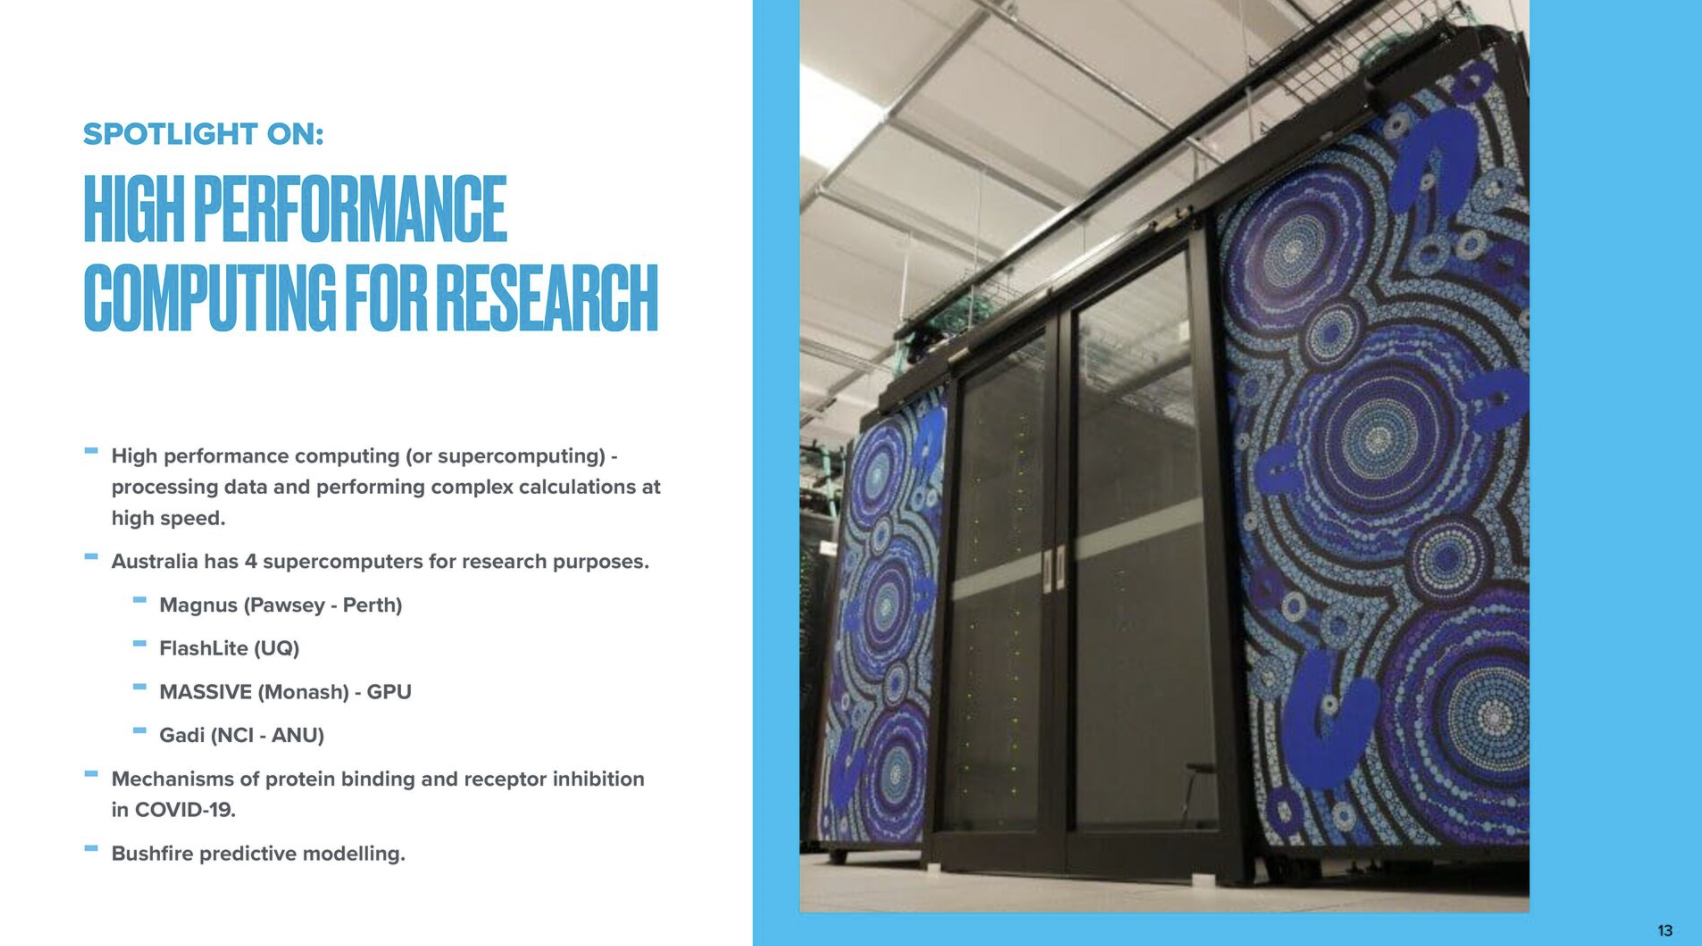 SPOTLIGHT ON:
HIGH PERFORMANCE
COMPUTING FOR RESEARCH
High performance computing (or supercomputing) -
processing data and performing complex calculations at
high speed.
Australia has 4 supercomputers for research purposes.
Magnus (Pawsey - Perth)
FlashLite (UQ)
MASSIVE (Monash) - GPU
Gadi (NCI - ANU)
Mechanisms of protein binding and receptor inhibition
in COVID-19.
Bushfire predictive modelling.
13